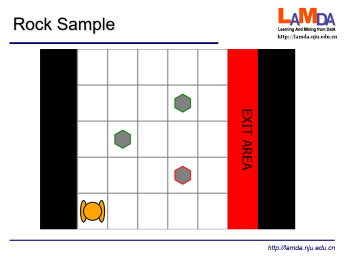 Rock Sample
LAMDA
Learning And Mining from DatA
http://lamda.nju.edu.cn
EXIT AREA
http://lamda.nju.edu.cn